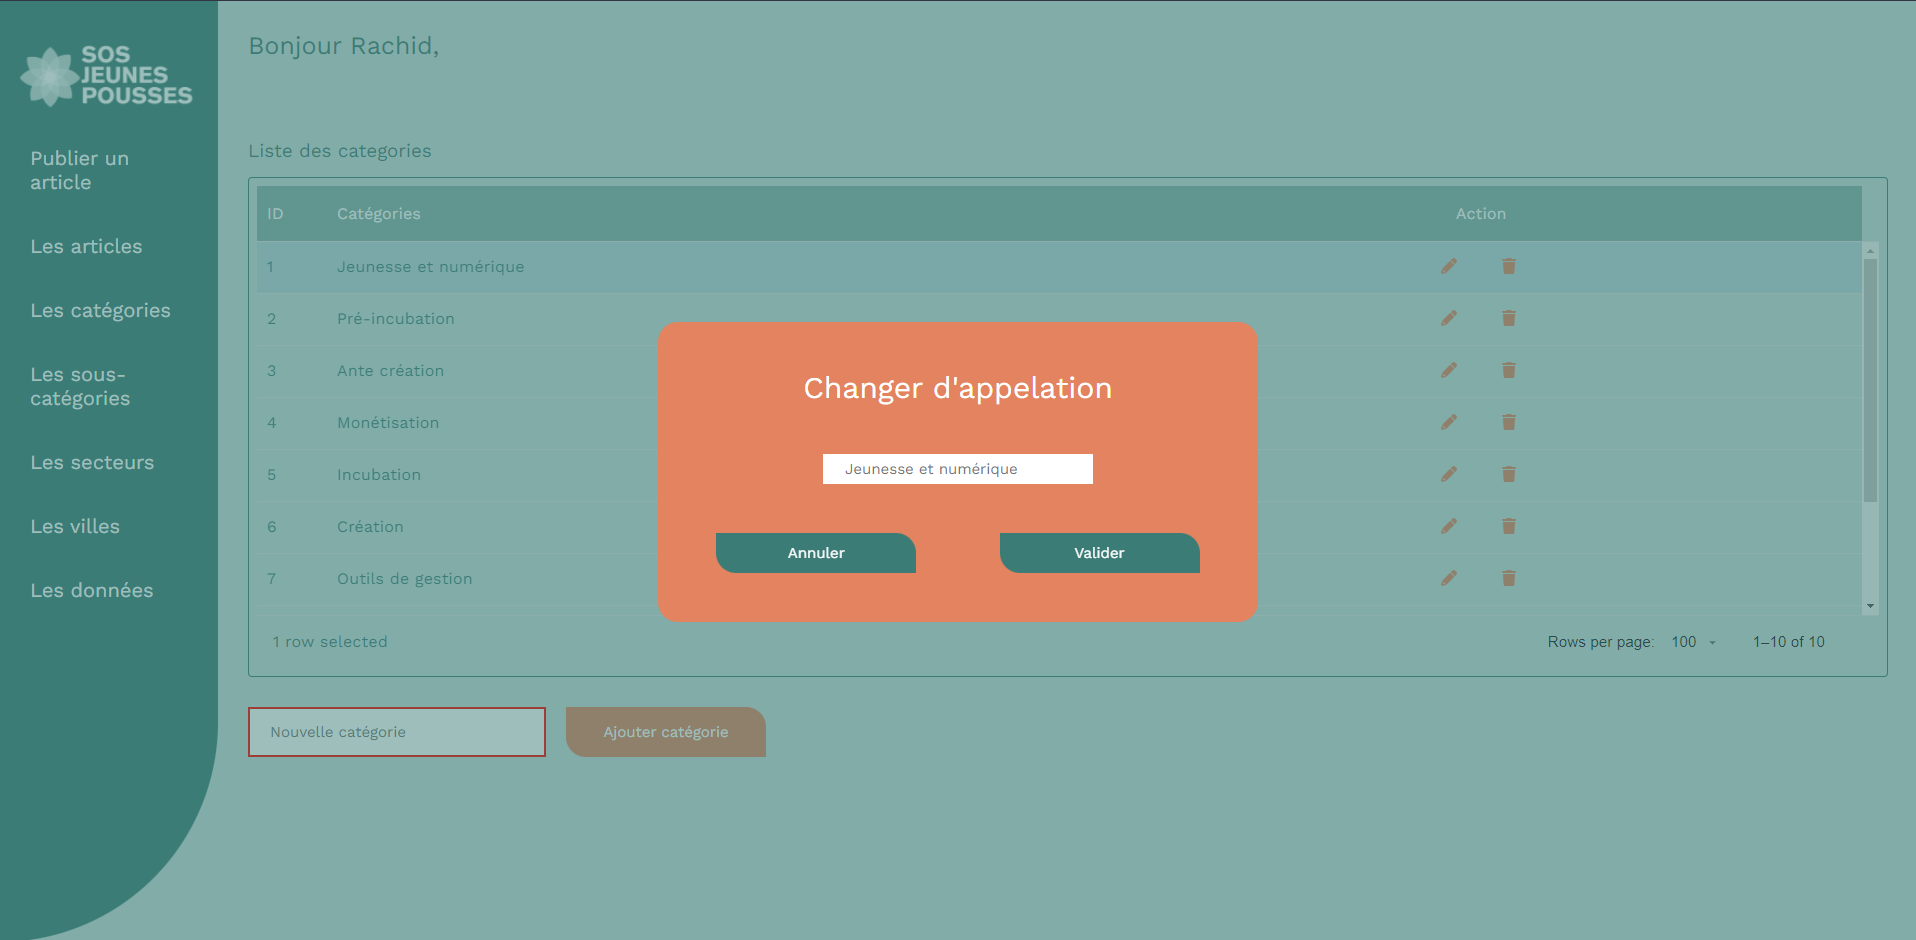 SOS
JEUNES
POUSSES
Publier un
article
Les articles
Les catégories
Les sous-
catégories
Les secteurs
Les villes
Les données
Bonjour Rachid,
Liste des categories
ID Catégories Action
1 Jeunesse et numérique
2 Pré-incubation
3 Ante création
4 Monétisation
5 Incubation
6 Création
7 Outils de gestion
1 row selected Rows per page: 100 1–10 of 10
Nouvelle catégorie Ajouter catégorie
Changer d'appelation
Jeunesse et numérique
Annuler Valider